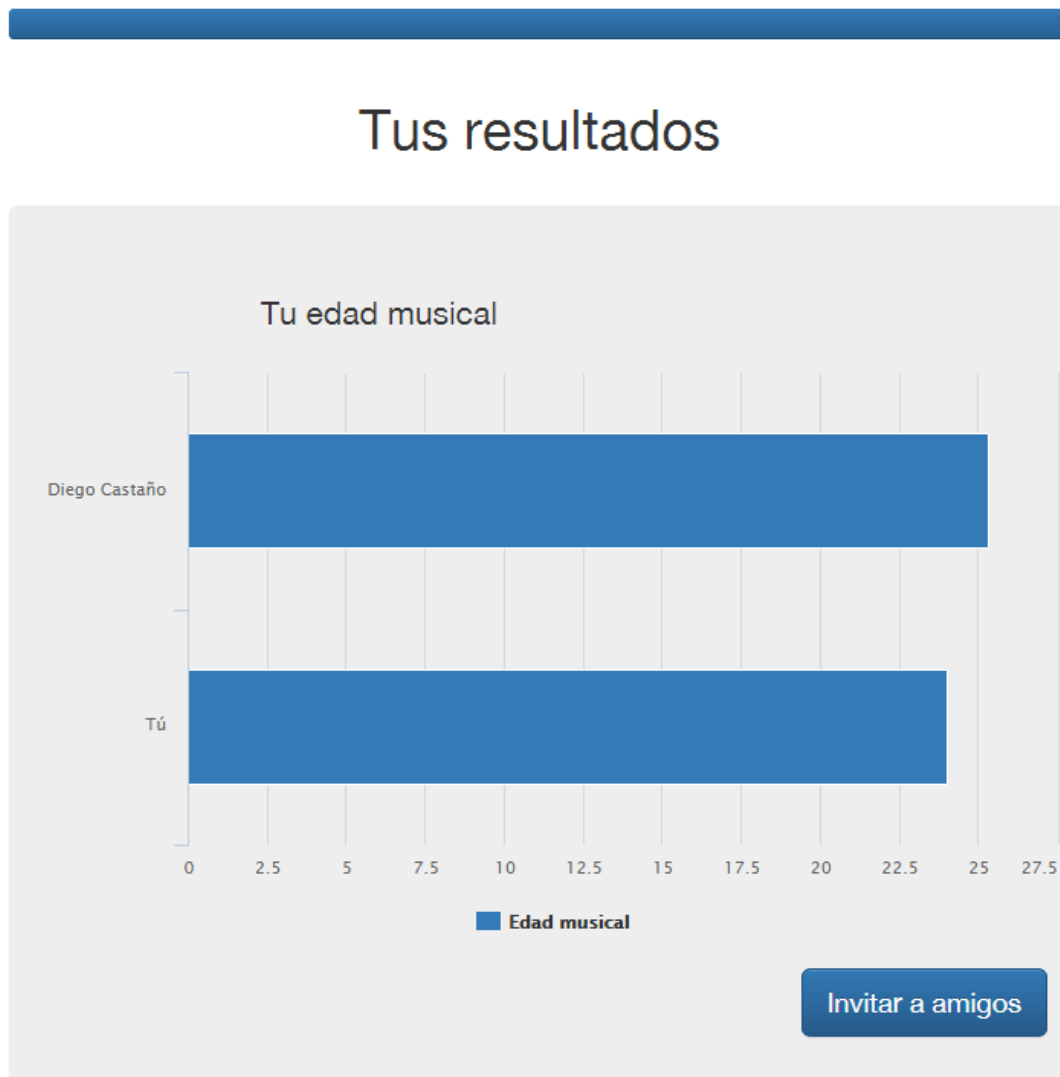 Tus resultados
Tu edad musical
Diego Castaño
Tú
0 2.5 5 7.5 10 12.5 15 17.5 20 22.5 25 27.5
Edad musical
Invitar a amigos